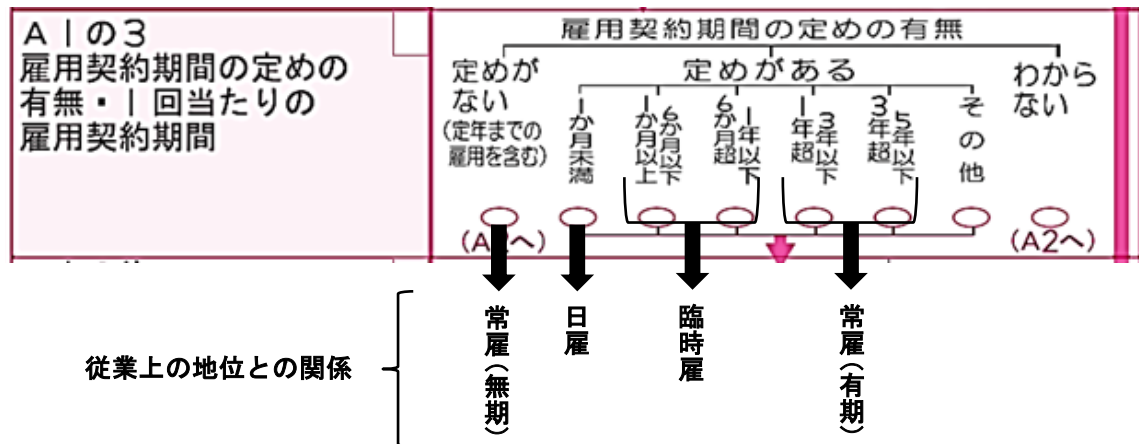 A1の3
雇用契約期間の定めの
有無・1回当たりの
雇用契約期間
雇用契約期間の定めの有無
定めが
ない
(定年までの
雇用を含む)
定めがある
わから
ない
1か月未満
1か月以上
6か月以下
6か月超
1年以下
1年超
3年以下
3年超
5年以下
その他
(A2へ)
(A2へ)
従業上の地位との関係
常雇(無期)
日雇
臨時雇
常雇(有期)